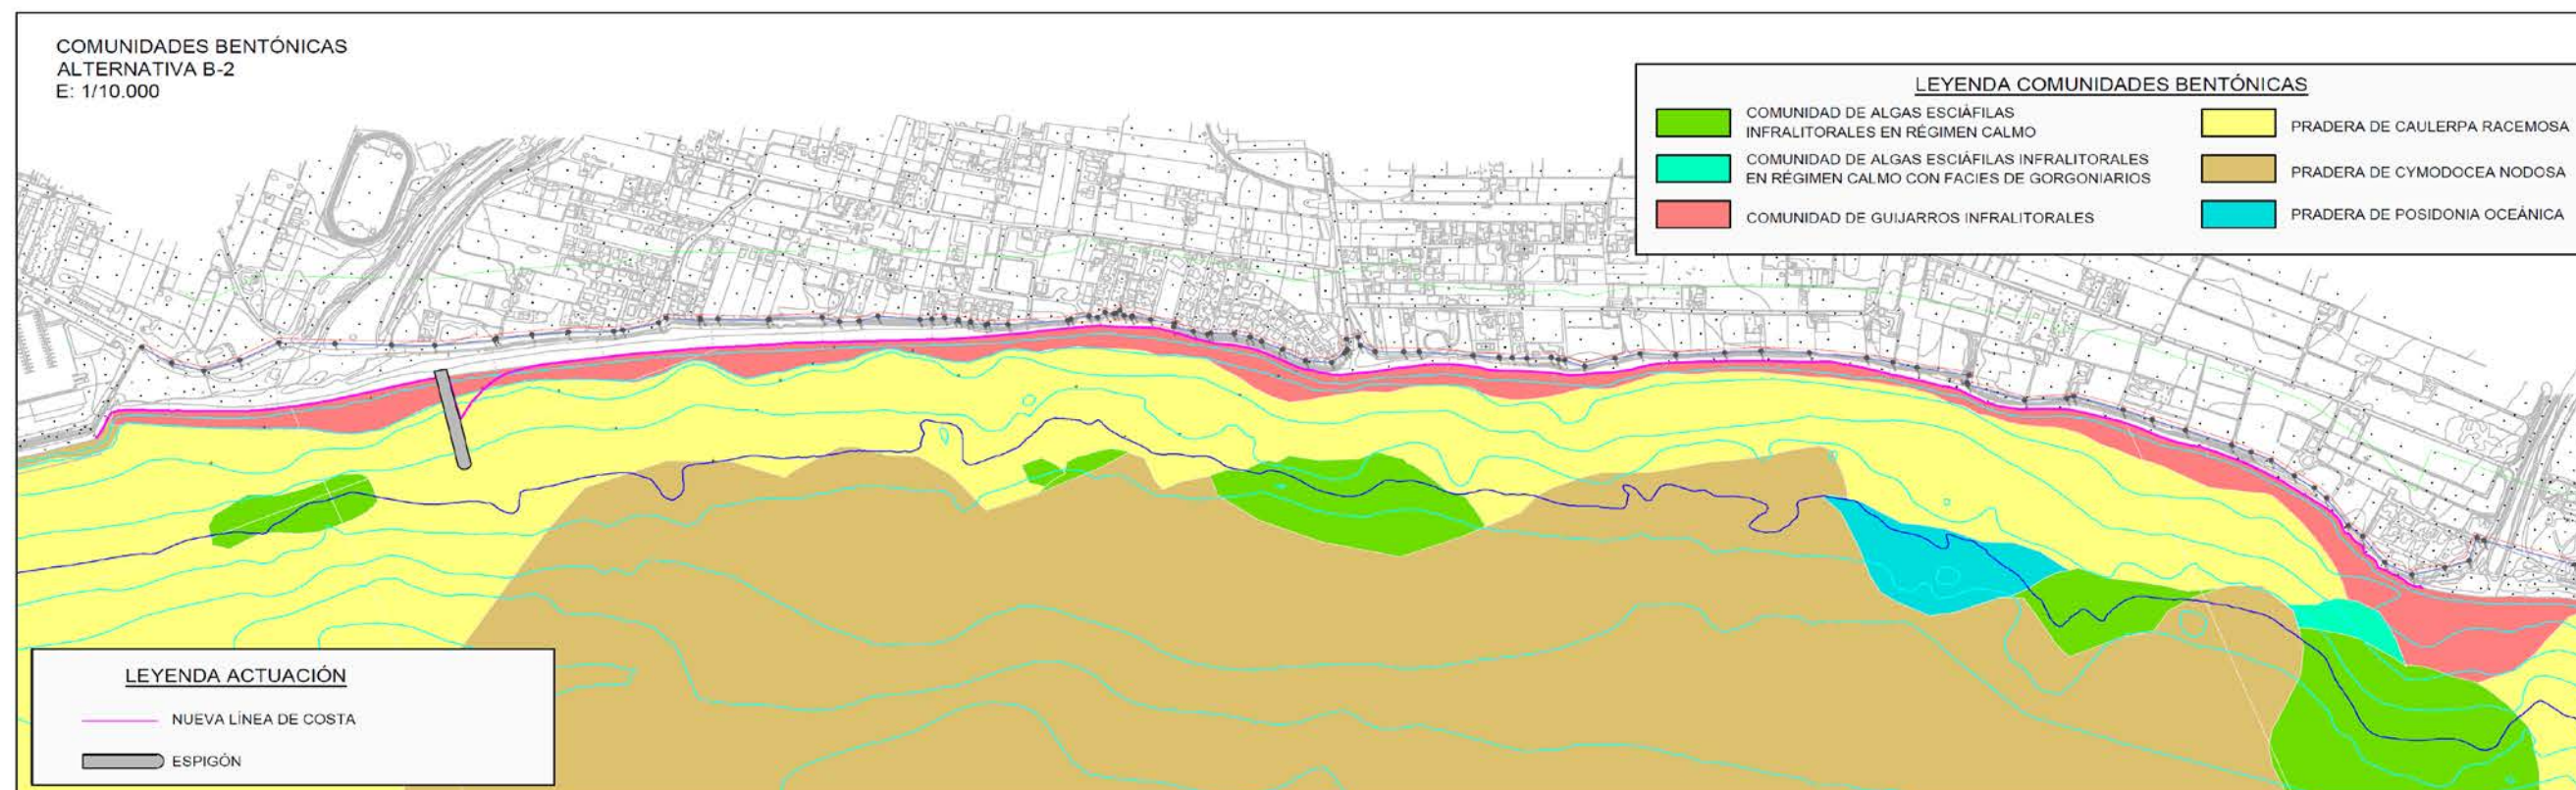 COMUNIDADES BENTÓNICAS
ALTERNATIVA B-2
E: 1/10.000
LEYENDA COMUNIDADES BENTÓNICAS
COMUNIDAD DE ALGAS ESCIÁFILAS
INFRALITORALES EN RÉGIMEN CALMO
COMUNIDAD DE ALGAS ESCIÁFILAS INFRALITORALES
EN RÉGIMEN CALMO CON FACIES DE GORGONIARIOS
COMUNIDAD DE GUIJARROS INFRALITORALES
PRADERA DE CAULERPA RACEMOSA
PRADERA DE CYMODOCEA NODOSA
PRADERA DE POSIDONIA OCEÁNICA
LEYENDA ACTUACIÓN
NUEVA LÍNEA DE COSTA
ESPIGÓN